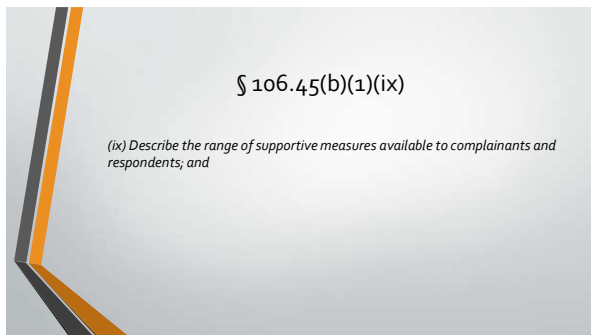 § 106.45(b)(1)(ix)
(ix) Describe the range of supportive measures available to complainants and
respondents; and